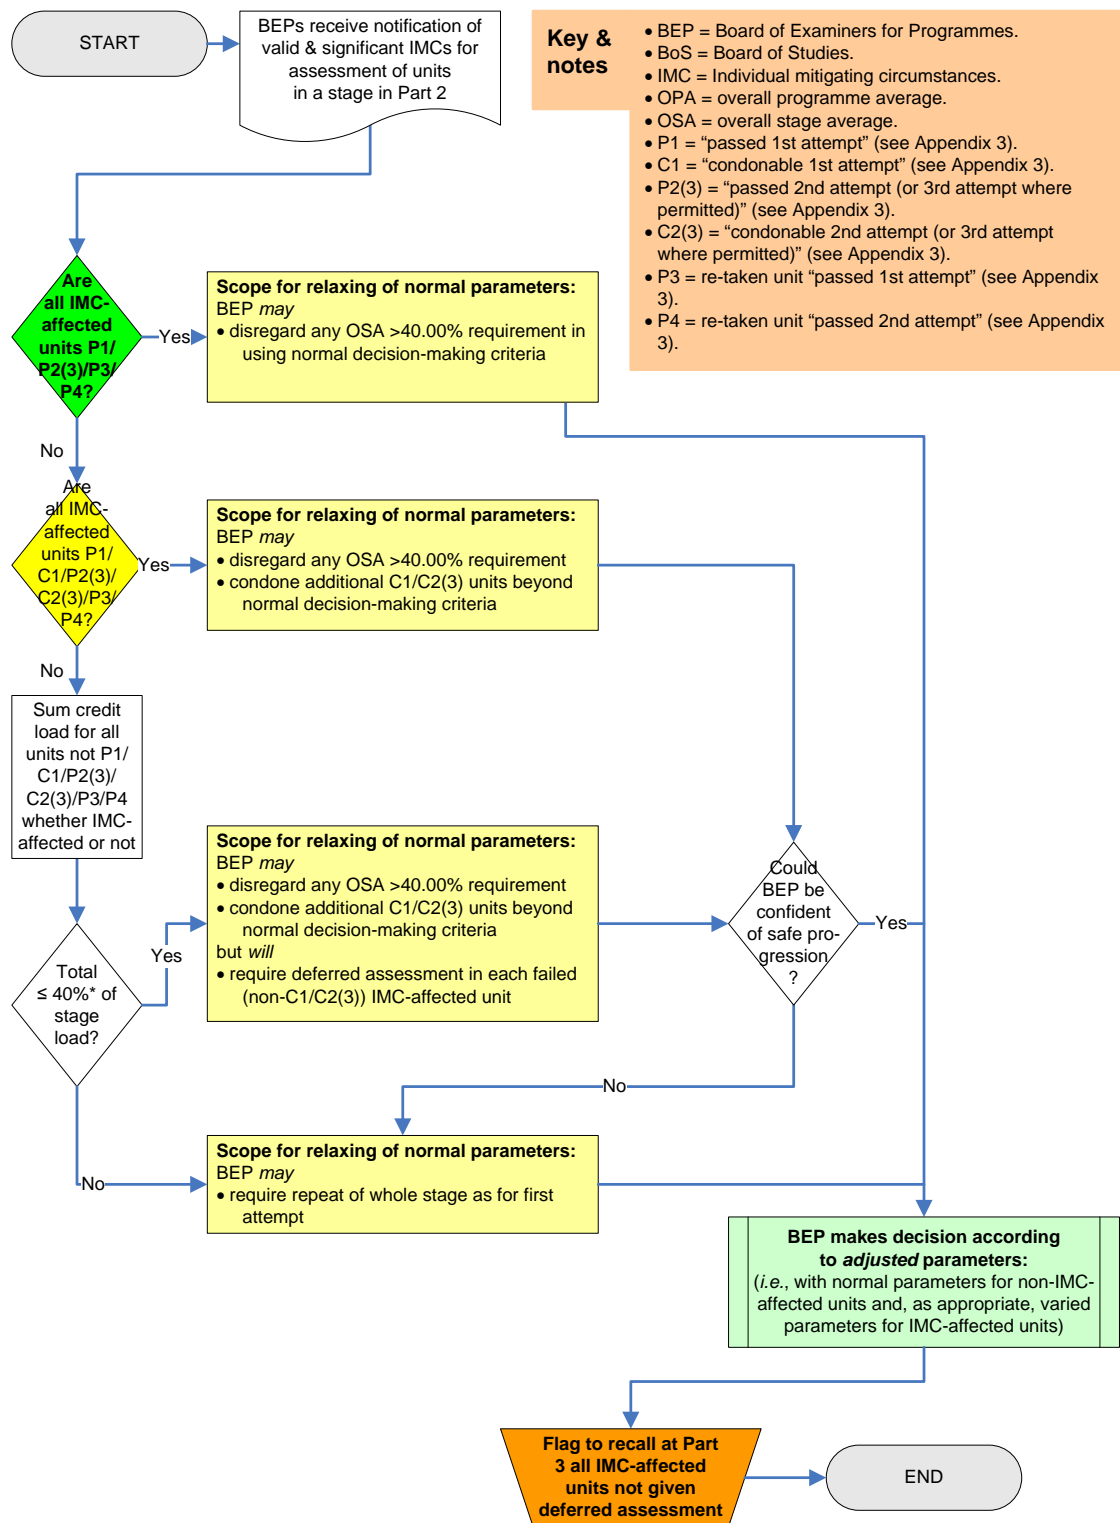 START
BEPs receive notification of
valid & significant IMCs for
assessment of units
in a stage in Part 2
Key &
notes
• BEP = Board of Examiners for Programmes.
• BoS = Board of Studies.
• IMC = Individual mitigating circumstances.
• OPA = overall programme average.
• OSA = overall stage average.
• P1 = “passed 1st attempt” (see Appendix 3).
• C1 = “condonable 1st attempt” (see Appendix 3).
• P2(3) = “passed 2nd attempt (or 3rd attempt where
permitted)” (see Appendix 3).
• C2(3) = “condonable 2nd attempt (or 3rd attempt
where permitted)” (see Appendix 3).
• P3 = re-taken unit “passed 1st attempt” (see Appendix
3).
• P4 = re-taken unit “passed 2nd attempt” (see Appendix
3).
Are
all IMC-
affected
units P1/
P2(3)/P3/
P4?
Yes
Scope for relaxing of normal parameters:
BEP may
• disregard any OSA >40.00% requirement in
using normal decision-making criteria
No
Are
all IMC-
affected
units P1/
C1/P2(3)/
C2(3)/P3/
P4?
Yes
Scope for relaxing of normal parameters:
BEP may
• disregard any OSA >40.00% requirement
• condone additional C1/C2(3) units beyond
normal decision-making criteria
No
Sum credit
load for all
units not P1/
C1/P2(3)/
C2(3)/P3/P4
whether IMC-
affected or not
Total
≤ 40%* of
stage
load?
Yes
Scope for relaxing of normal parameters:
BEP may
• disregard any OSA >40.00% requirement
• condone additional C1/C2(3) units beyond
normal decision-making criteria
but will
• require deferred assessment in each failed
(non-C1/C2(3)) IMC-affected unit
Could
BEP be
confident
of safe pro-
gression
?
Yes
No
No
Scope for relaxing of normal parameters:
BEP may
• require repeat of whole stage as for first
attempt
BEP makes decision according
to adjusted parameters:
(i.e., with normal parameters for non-IMC-
affected units and, as appropriate, varied
parameters for IMC-affected units)
Flag to recall at Part
3 all IMC-affected
units not given
deferred assessment
END